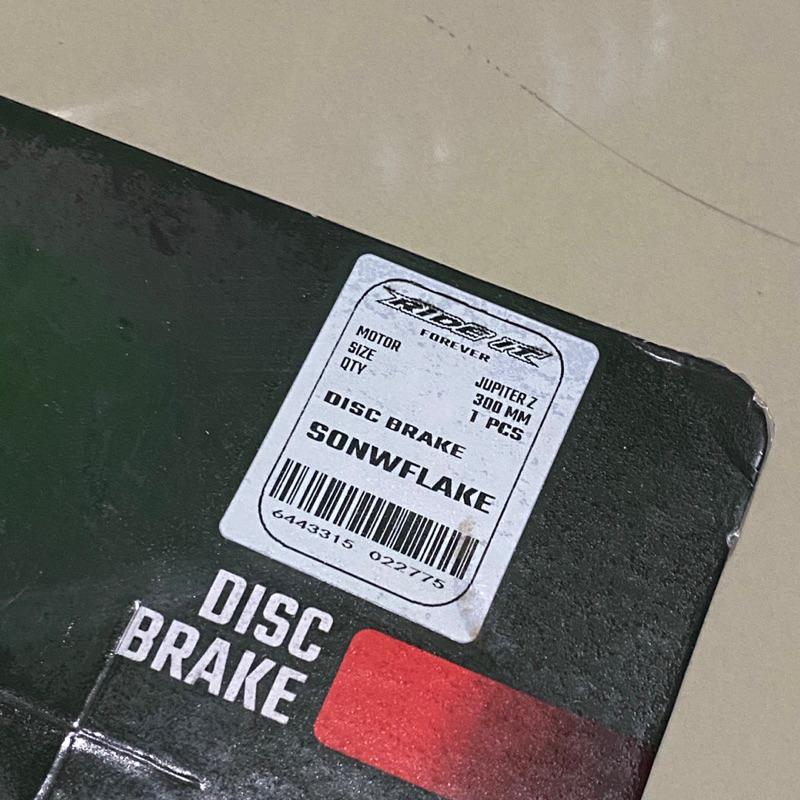 RIDE IT
FOREVER
MOTOR JUPITER Z
SIZE 300 MM
QTY 1 PCS
DISC BRAKE
SONWFLAKE
6443315 022775
DISC
BRAKE